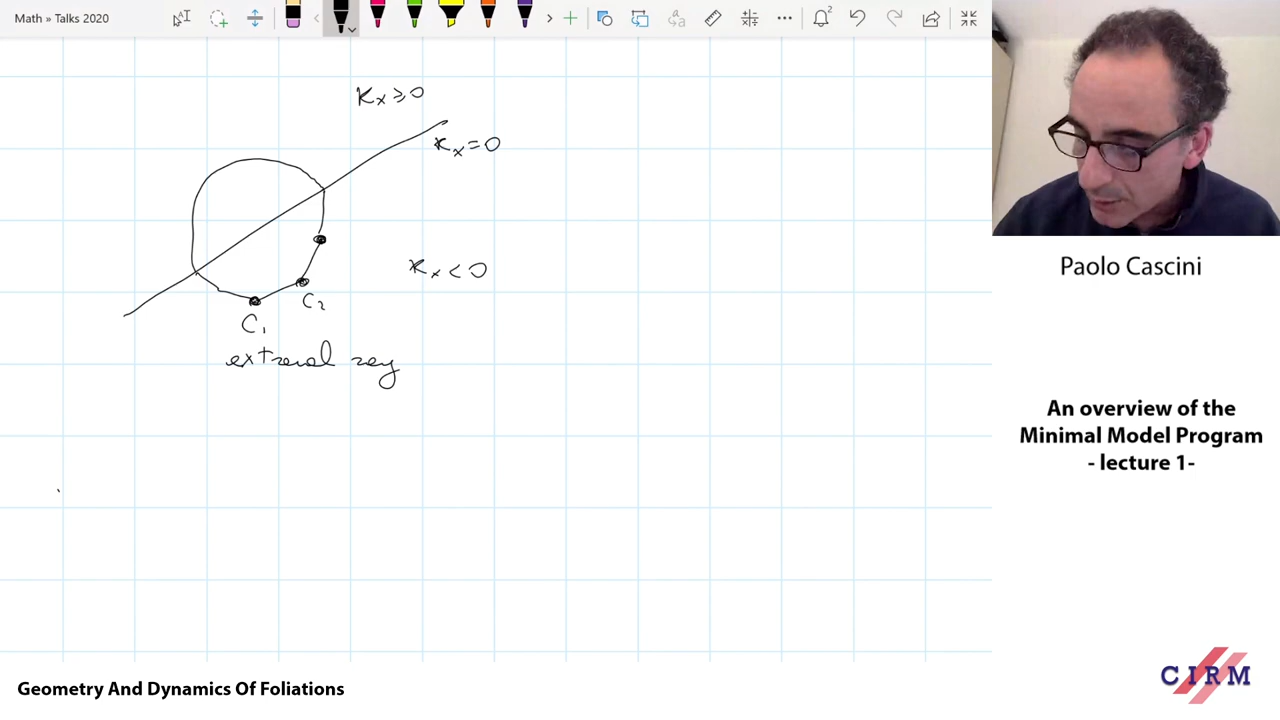 Math » Talks 2020
2
K_X ≥ 0
K_X = 0
K_X < 0
C_2
C_1
extremal ray
Paolo Cascini
An overview of the
Minimal Model Program
- lecture 1-
CIRM
Geometry And Dynamics Of Foliations